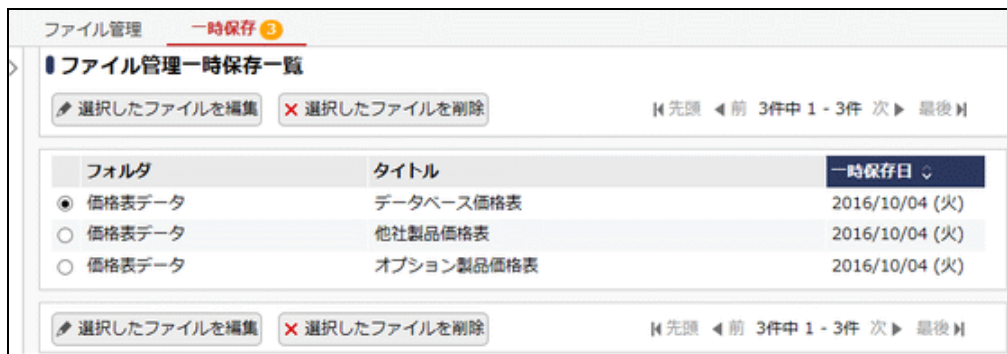 ファイル管理 一時保存 3
ファイル管理一時保存一覧
選択したファイルを編集 選択したファイルを削除 先頭 前 3件中 1 - 3件 次 最後
フォルダ タイトル 一時保存日
価格表データ データベース価格表 2016/10/04 (火)
価格表データ 他社製品価格表 2016/10/04 (火)
価格表データ オプション製品価格表 2016/10/04 (火)
選択したファイルを編集 選択したファイルを削除 先頭 前 3件中 1 - 3件 次 最後